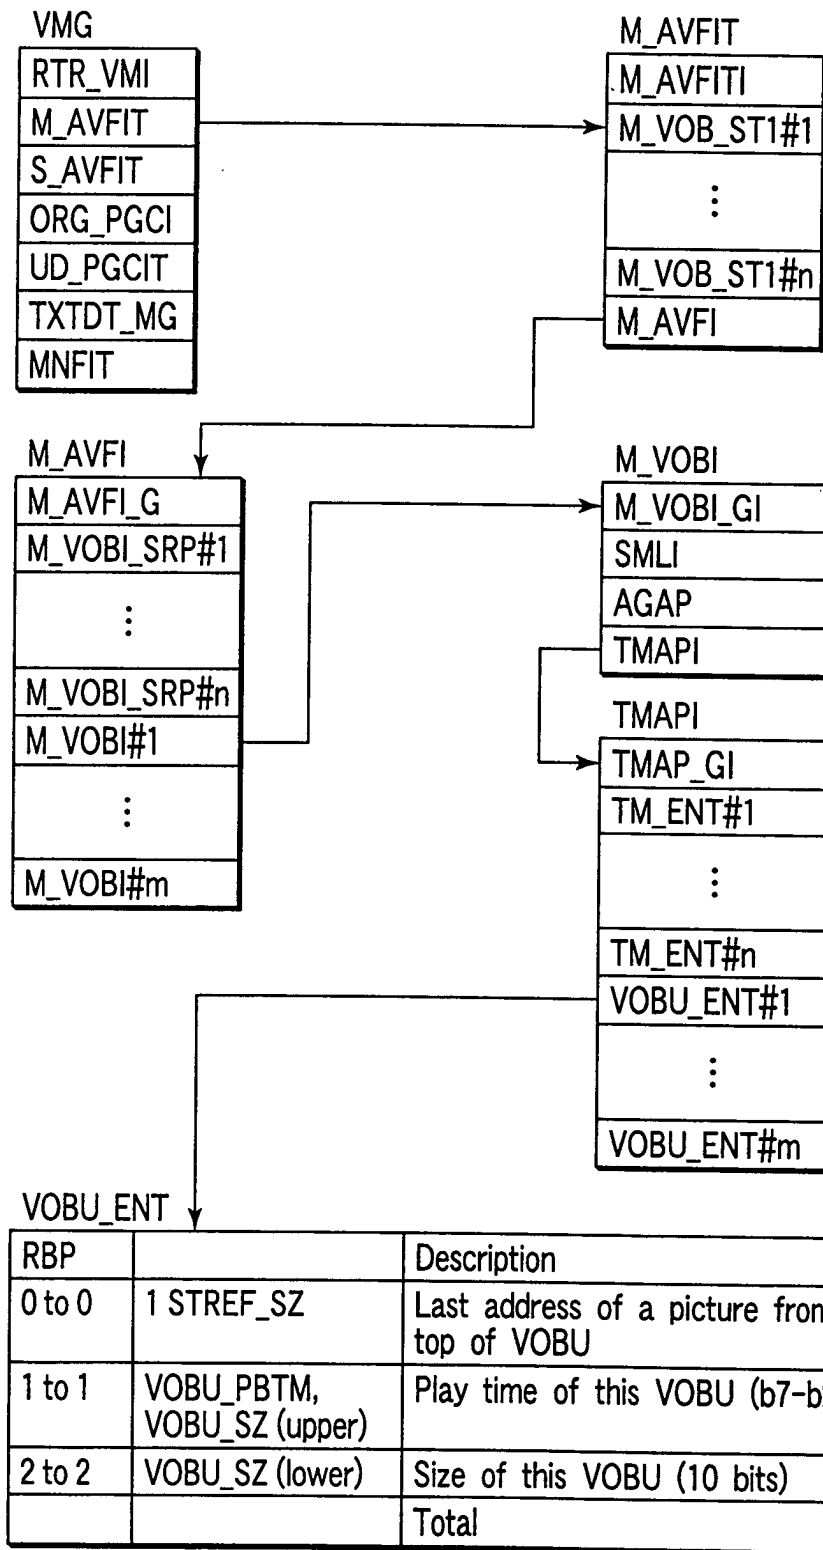 VMG
RTR_VMI
M_AVFIT
S_AVFIT
ORG_PGCI
UD_PGCIT
TXTDT_MG
MNFIT
M_AVFIT
M_AVFITI
M_VOB_ST1#1
⋮
M_VOB_ST1#n
M_AVFI
M_AVFI
M_AVFI_G
M_VOBI_SRP#1
⋮
M_VOBI_SRP#n
M_VOBI#1
⋮
M_VOBI#m
M_VOBI
M_VOBI_GI
SMLI
AGAP
TMAPI
TMAPI
TMAP_GI
TM_ENT#1
⋮
TM_ENT#n
VOBU_ENT#1
⋮
VOBU_ENT#m
VOBU_ENT
RBP Description
0 to 0 1 STREF_SZ Last address of a picture from
top of VOBU
1 to 1 VOBU_PBTM, Play time of this VOBU
VOBU_SZ (upper)
2 to 2 VOBU_SZ (lower) Size of this VOBU (10 bits)
Total